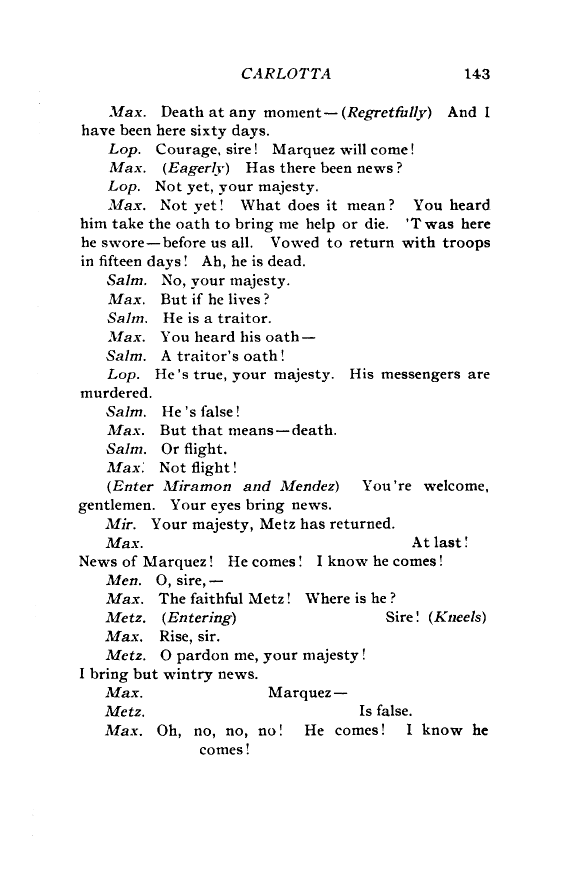 CARLOTTA 143
Max. Death at any moment—(Regretfully) And I
have been here sixty days.
Lop. Courage, sire! Marquez will come!
Max. (Eagerly) Has there been news?
Lop. Not yet, your majesty.
Max. Not yet! What does it mean? You heard
him take the oath to bring me help or die. 'T was here
he swore—before us all. Vowed to return with troops
in fifteen days! Ah, he is dead.
Salm. No, your majesty.
Max. But if he lives?
Salm. He is a traitor.
Max. You heard his oath—
Salm. A traitor's oath!
Lop. He's true, your majesty. His messengers are
murdered.
Salm. He's false!
Max. But that means—death.
Salm. Or flight.
Max. Not flight!
(Enter Miramon and Mendez) You're welcome,
gentlemen. Your eyes bring news.
Mir. Your majesty, Metz has returned.
Max. At last!
News of Marquez! He comes! I know he comes!
Men. O, sire,—
Max. The faithful Metz! Where is he?
Metz. (Entering) Sire! (Kneels)
Max. Rise, sir.
Metz. O pardon me, your majesty!
I bring but wintry news.
Max. Marquez—
Metz. Is false.
Max. Oh, no, no, no! He comes! I know he
comes!